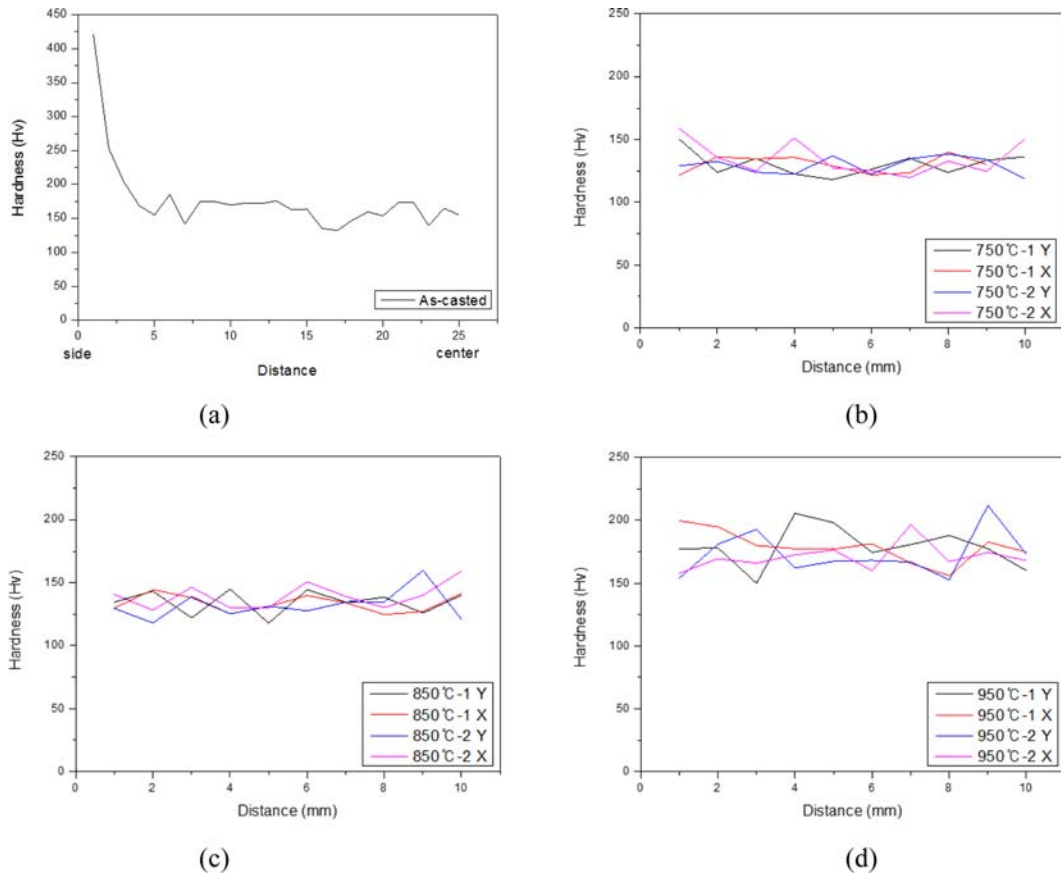 450
400
350
300
250
200
150
100
50
0
Hardness (Hv)
0 5 10 15 20 25
side center
Distance
As-casted
(a)
250
200
150
100
50
0
Hardness (Hv)
0 2 4 6 8 10
Distance (mm)
750℃-1 Y
750℃-1 X
750℃-2 Y
750℃-2 X
(b)
250
200
150
100
50
0
Hardness (Hv)
0 2 4 6 8 10
Distance (mm)
850℃-1 Y
850℃-1 X
850℃-2 Y
850℃-2 X
(c)
250
200
150
100
50
0
Hardness (Hv)
0 2 4 6 8 10
Distance (mm)
950℃-1 Y
950℃-1 X
950℃-2 Y
950℃-2 X
(d)